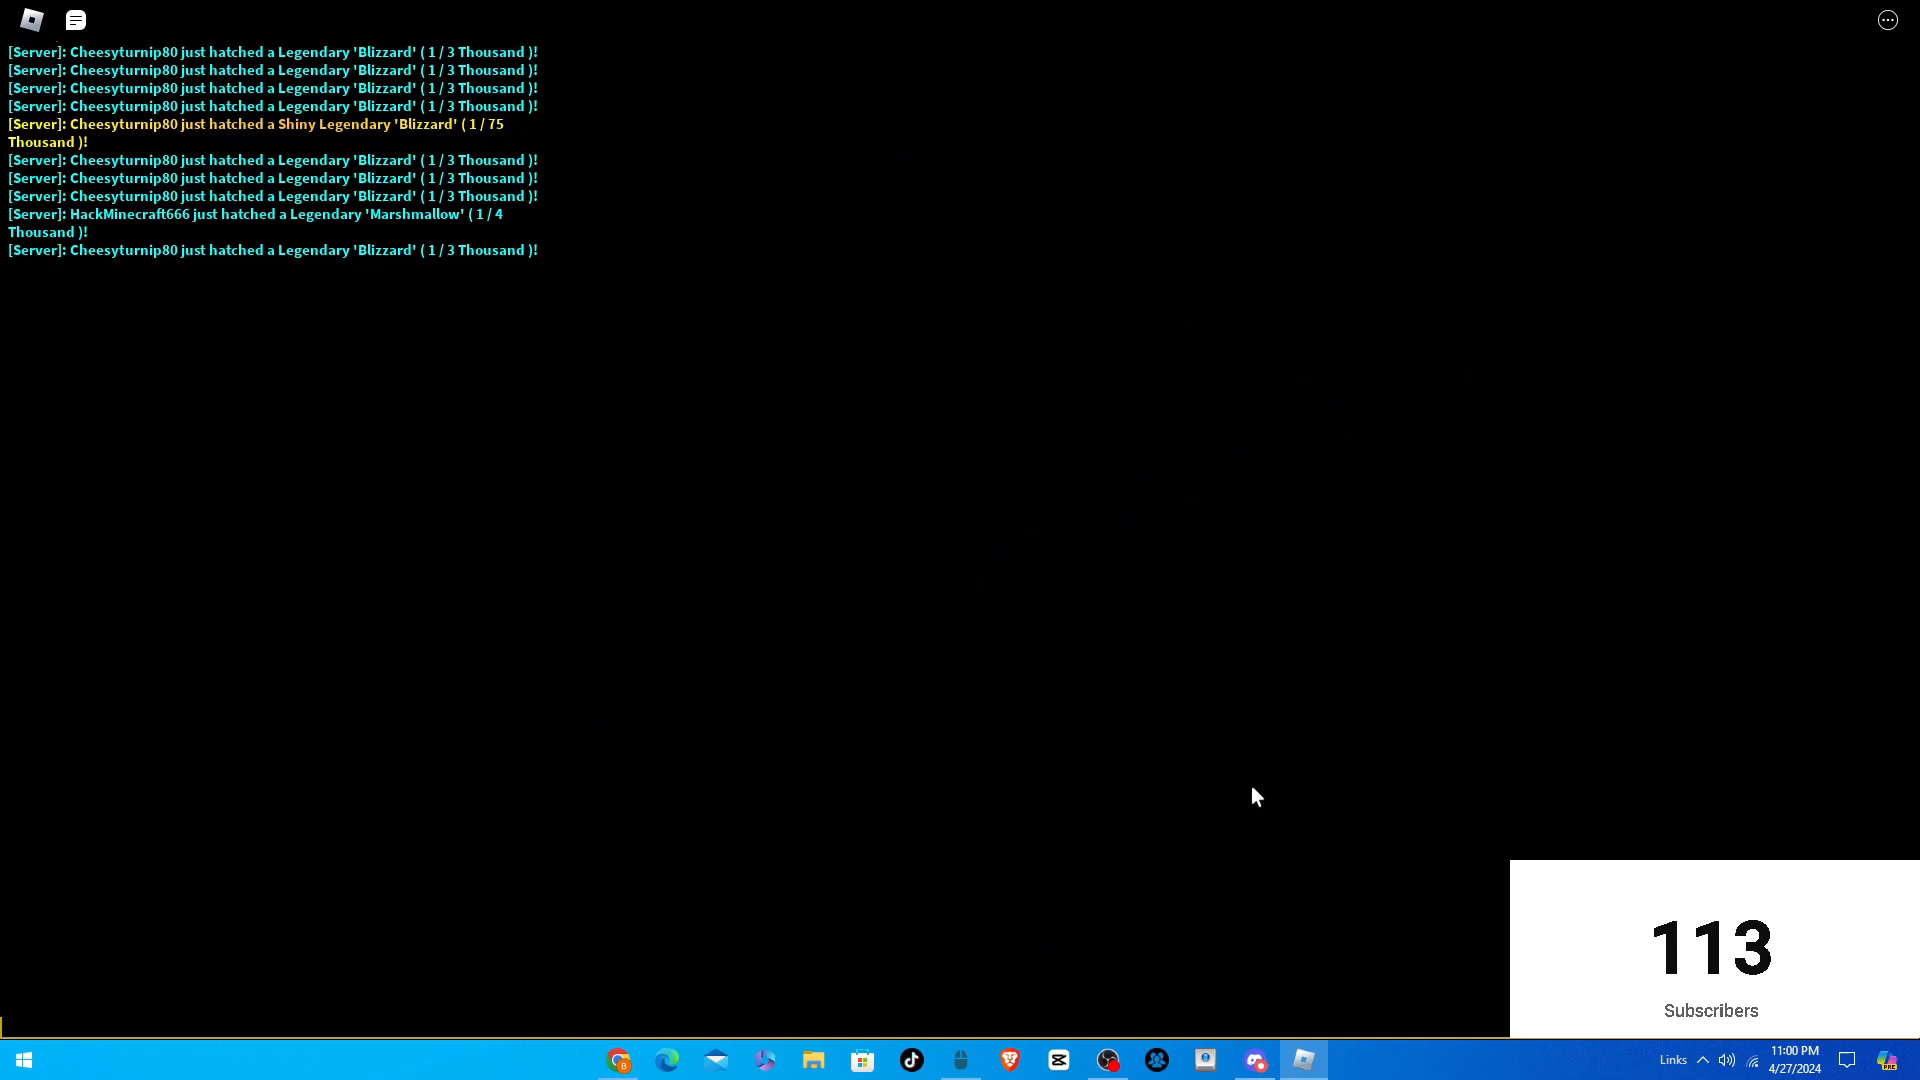 [Server]: Cheesyturnip80 just hatched a Legendary 'Blizzard' ( 1 / 3 Thousand )!
[Server]: Cheesyturnip80 just hatched a Legendary 'Blizzard' ( 1 / 3 Thousand )!
[Server]: Cheesyturnip80 just hatched a Legendary 'Blizzard' ( 1 / 3 Thousand )!
[Server]: Cheesyturnip80 just hatched a Legendary 'Blizzard' ( 1 / 3 Thousand )!
[Server]: Cheesyturnip80 just hatched a Shiny Legendary 'Blizzard' ( 1 / 75
Thousand )!
[Server]: Cheesyturnip80 just hatched a Legendary 'Blizzard' ( 1 / 3 Thousand )!
[Server]: Cheesyturnip80 just hatched a Legendary 'Blizzard' ( 1 / 3 Thousand )!
[Server]: Cheesyturnip80 just hatched a Legendary 'Blizzard' ( 1 / 3 Thousand )!
[Server]: HackMinecraft666 just hatched a Legendary 'Marshmallow' ( 1 / 4
Thousand )!
[Server]: Cheesyturnip80 just hatched a Legendary 'Blizzard' ( 1 / 3 Thousand )!
113
Subscribers
Links
11:00 PM
4/27/2024
B
PRE